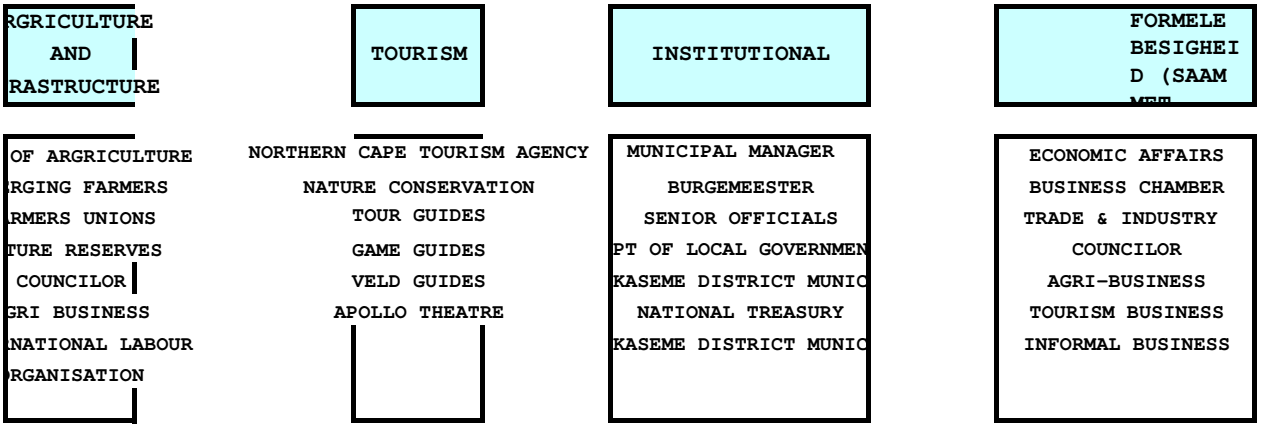 RGRICULTURE
AND
RASTRUCTURE
TOURISM
INSTITUTIONAL
FORMELE
BESIGHEI
D (SAAM
MET
OF ARGRICULTURE
RGING FARMERS
RMERS UNIONS
TURE RESERVES
COUNCILOR
GRI BUSINESS
RNATIONAL LABOUR
RGANISATION
NORTHERN CAPE TOURISM AGENCY
NATURE CONSERVATION
TOUR GUIDES
GAME GUIDES
VELD GUIDES
APOLLO THEATRE
MUNICIPAL MANAGER
BURGEMEESTER
SENIOR OFFICIALS
PT OF LOCAL GOVERNMEN
KASEME DISTRICT MUNIC
NATIONAL TREASURY
KASEME DISTRICT MUNIC
ECONOMIC AFFAIRS
BUSINESS CHAMBER
TRADE & INDUSTRY
COUNCILOR
AGRI-BUSINESS
TOURISM BUSINESS
INFORMAL BUSINESS